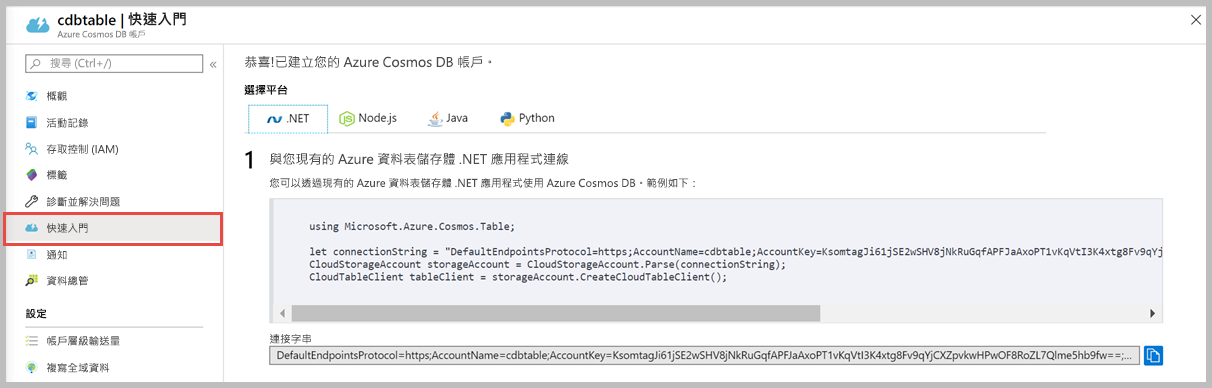 cdbtable | 快速入門
Azure Cosmos DB 帳戶
搜尋 (Ctrl+/)
概觀
活動記錄
存取控制 (IAM)
標籤
診斷並解決問題
快速入門
通知
資料總管
設定
帳戶層級輸送量
複寫全域資料
恭喜!已建立您的 Azure Cosmos DB 帳戶。
選擇平台
.NET
Node.js
Java
Python
1 與您現有的 Azure 資料表儲存體 .NET 應用程式連線
您可以透過現有的 Azure 資料表儲存體 .NET 應用程式使用 Azure Cosmos DB。範例如下：
using Microsoft.Azure.Cosmos.Table;
let connectionString = "DefaultEndpointsProtocol=https;AccountName=cdbtable;AccountKey=KsomtagJi61jSE2wSHV8jNkRuGqfAPFJaAxoPT1vKqVtI3K4xtg8Fv9qYj
CloudStorageAccount storageAccount = CloudStorageAccount.Parse(connectionString);
CloudTableClient tableClient = storageAccount.CreateCloudTableClient();
連接字串
DefaultEndpointsProtocol=https;AccountName=cdbtable;AccountKey=KsomtagJi61jSE2wSHV8jNkRuGqfAPFJaAxoPT1vKqVtI3K4xtg8Fv9qYjCXZpvkwHPwOF8RoZL7Qlme5hb9fw==;...